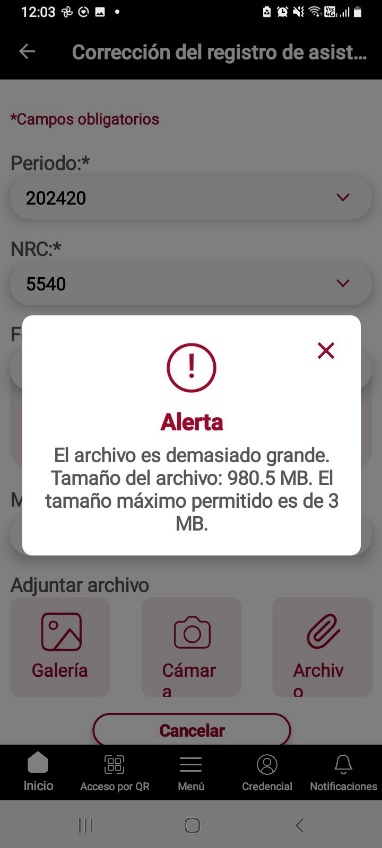 12:03
Corrección del registro de asist...
*Campos obligatorios
Periodo:*
202420
NRC:*
5540
F
Alerta
El archivo es demasiado grande.
Tamaño del archivo: 980.5 MB. El
tamaño máximo permitido es de 3
MB.
M
Adjuntar archivo
Galería
Cámar
a
Archiv
o
Cancelar
Inicio
Acceso por QR
Menú
Credencial
Notificaciones